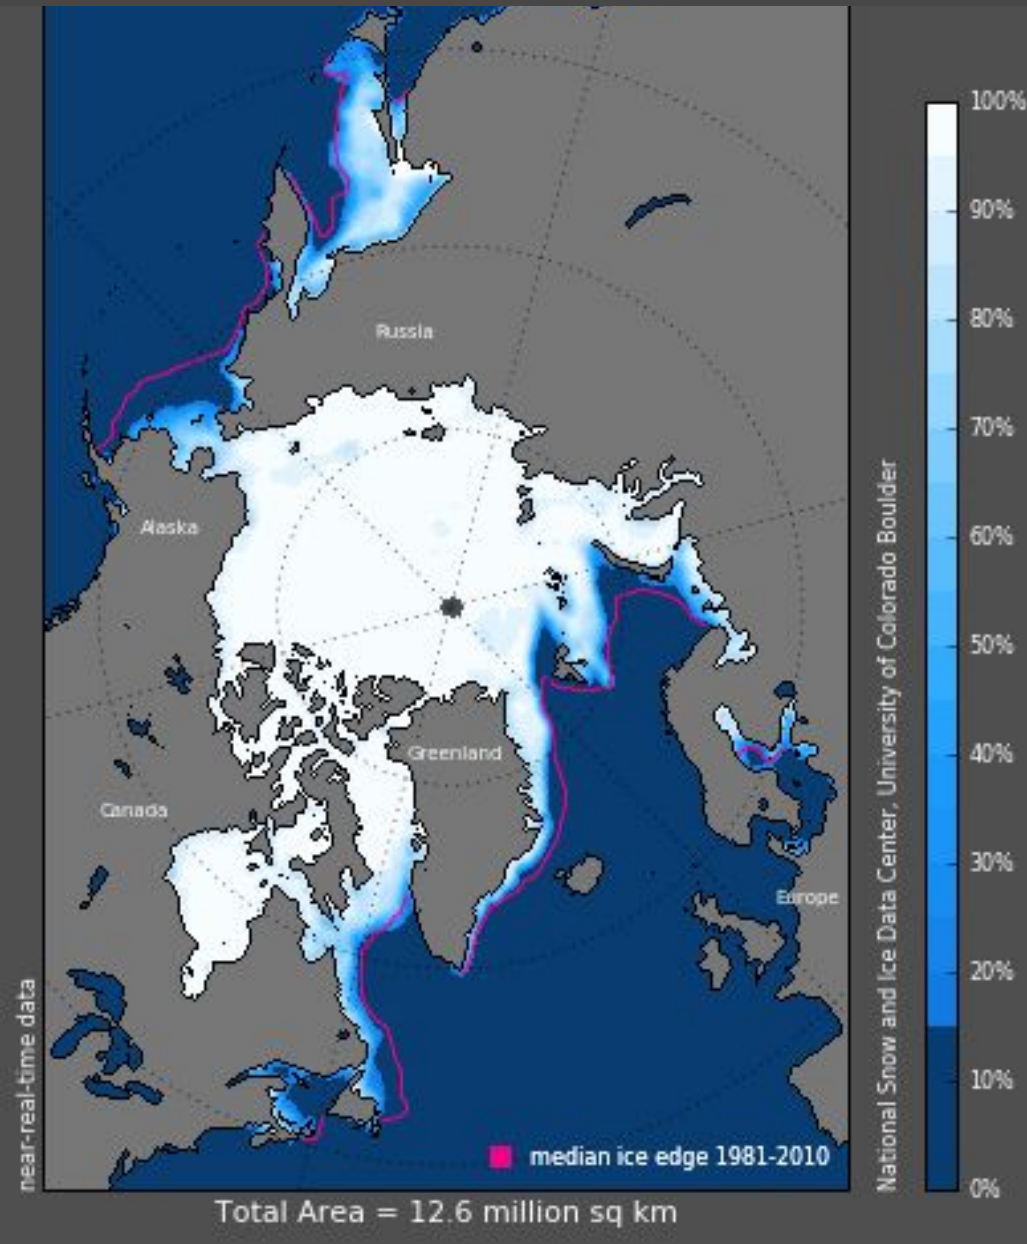 100%
90%
80%
70%
60%
50%
40%
30%
20%
10%
0%
Russia
Alaska
Greenland
Canada
Europe
near-real-time data
National Snow and Ice Data Center, University of Colorado Boulder
median ice edge 1981-2010
Total Area = 12.6 million sq km